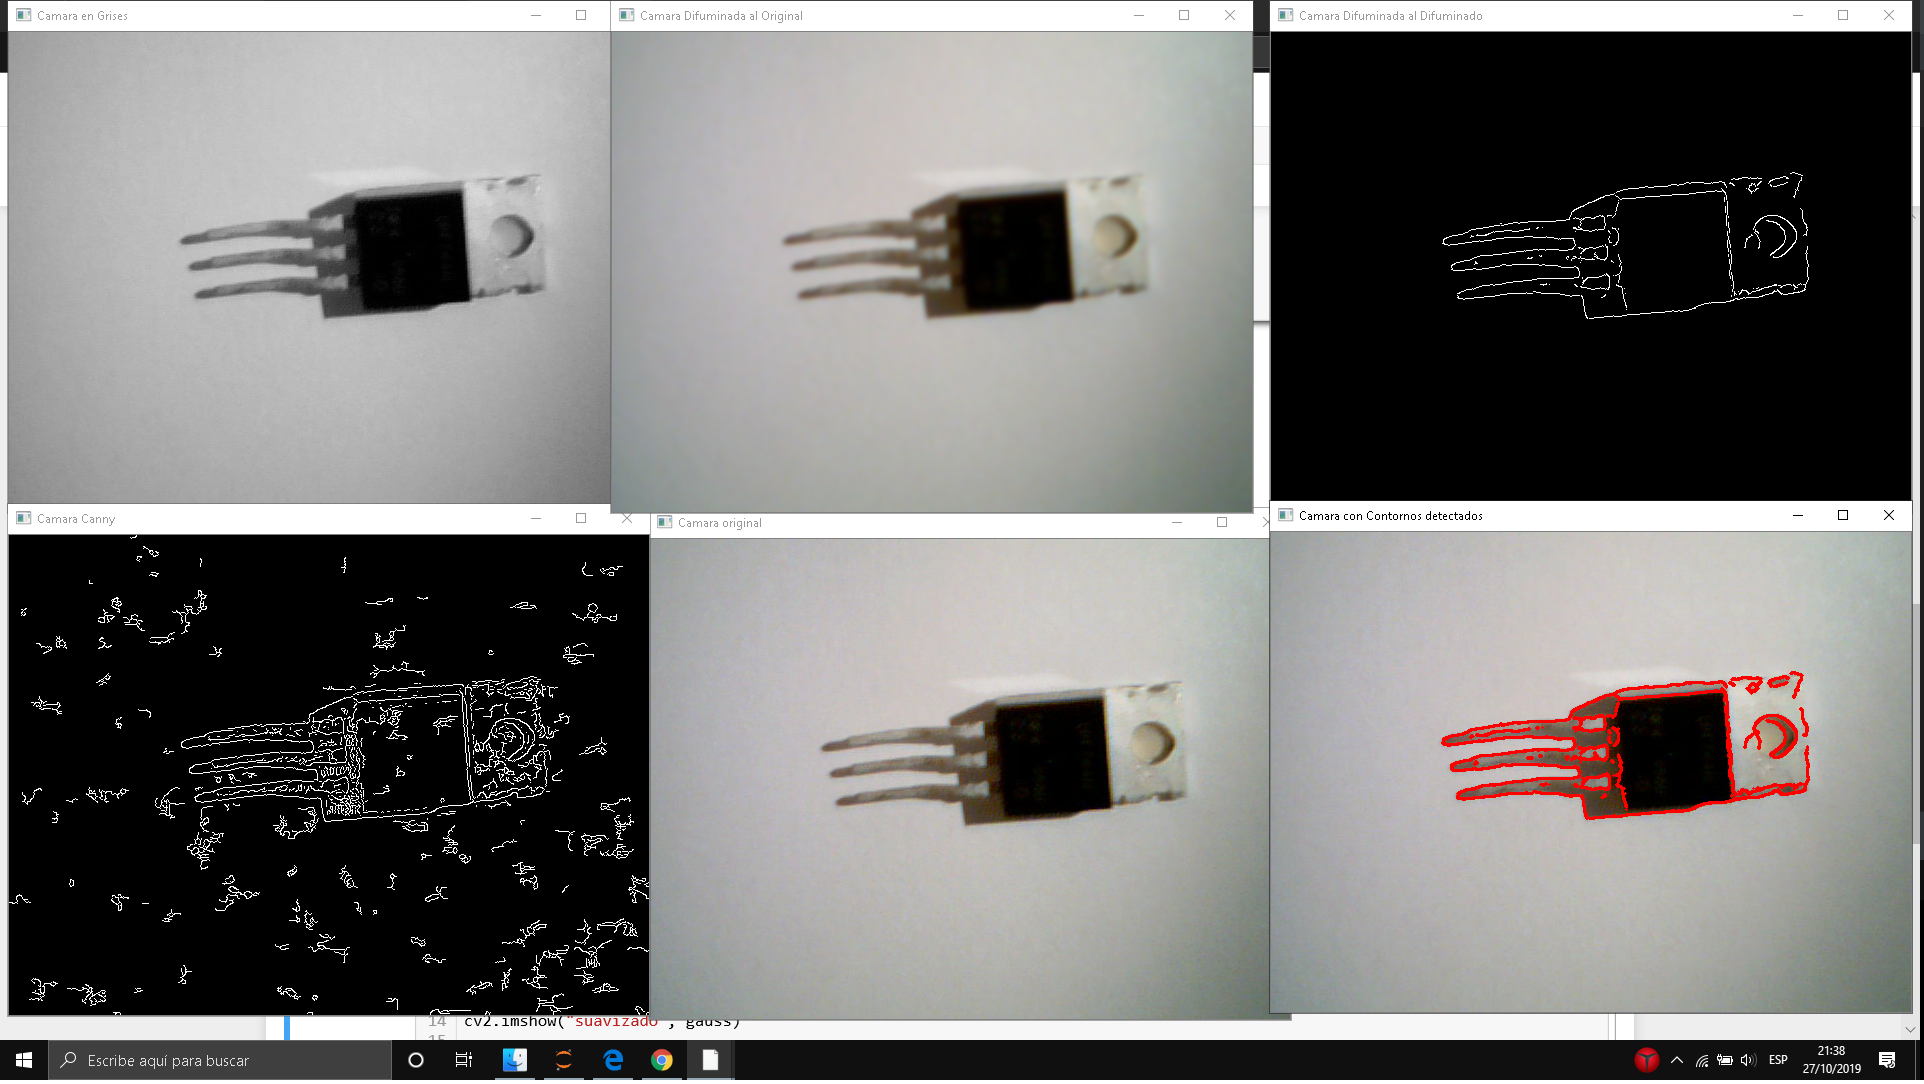 Camara en Grises
Camara Difuminada al Original
Camara Difuminada al Difuminado
Camara Canny
Camara original
Camara con Contornos detectados
14 cv2.imshow("suavizado", gauss)
15
Escribe aquí para buscar
ESP
21:38
27/10/2019